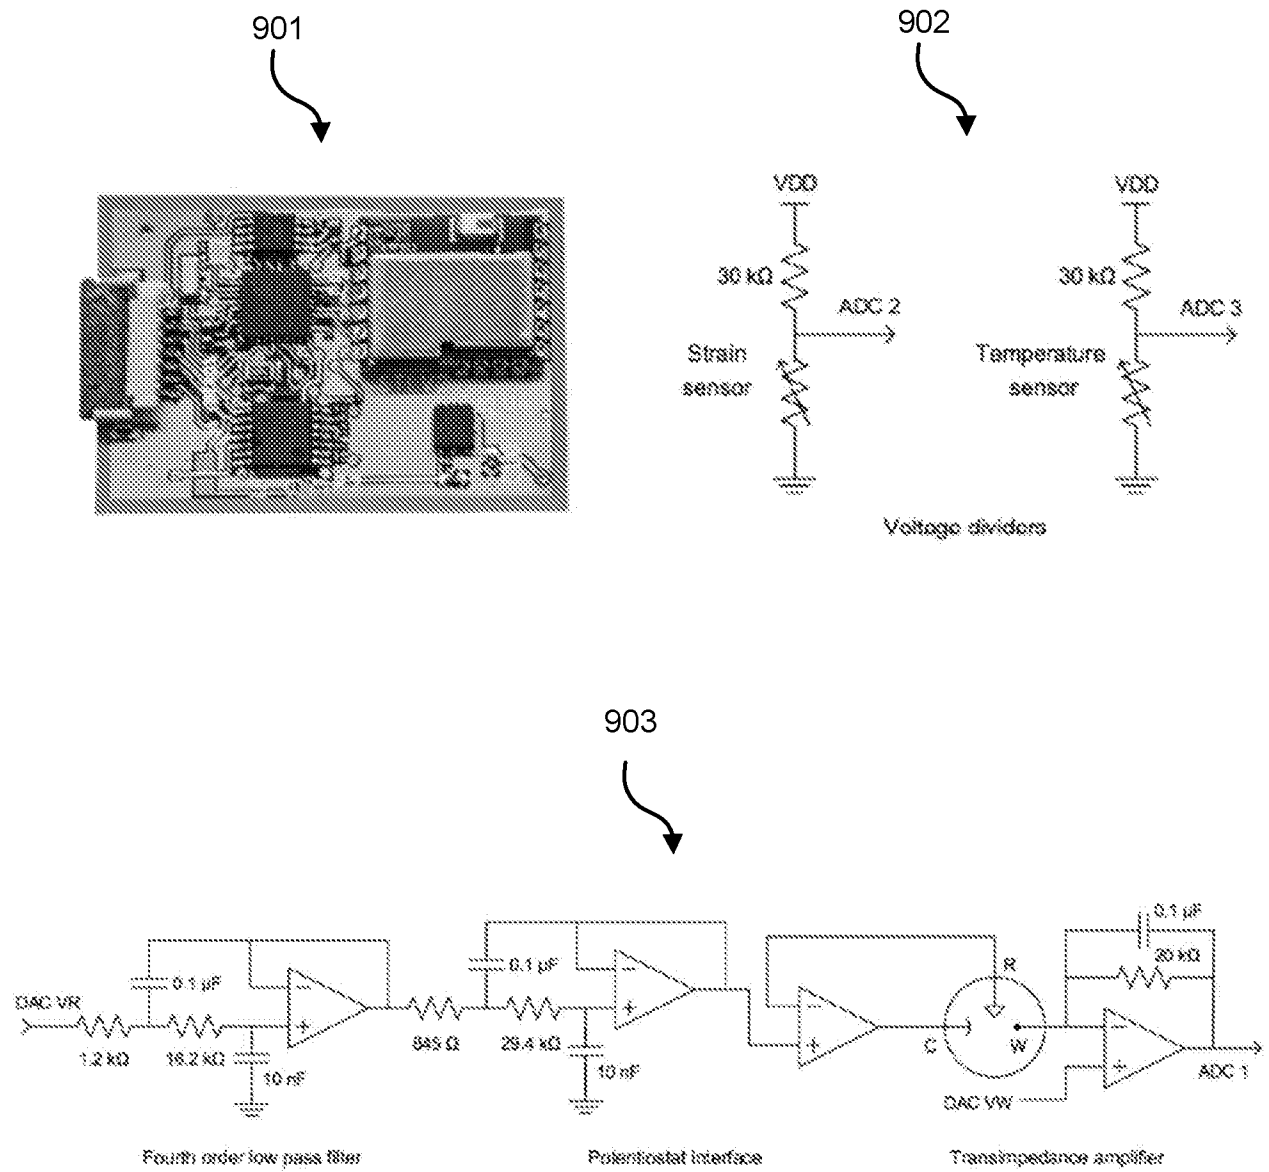 901
902
VDD
VDD
30 kΩ
30 kΩ
ADC 2
ADC 3
Strain
sensor
Tamperature
sensor
Voltage dividers
903
0.1 µF
20 kΩ
R
0.1 µF
0.1 µF
DAC VR
1.2 kΩ
16.2 kΩ
845 Ω
29.4 kΩ
C
W
10 nF
10 nF
ADC 1
DAC VW
Fourth order low pass filter
Potentiostat interface
Transimpedance amplifier